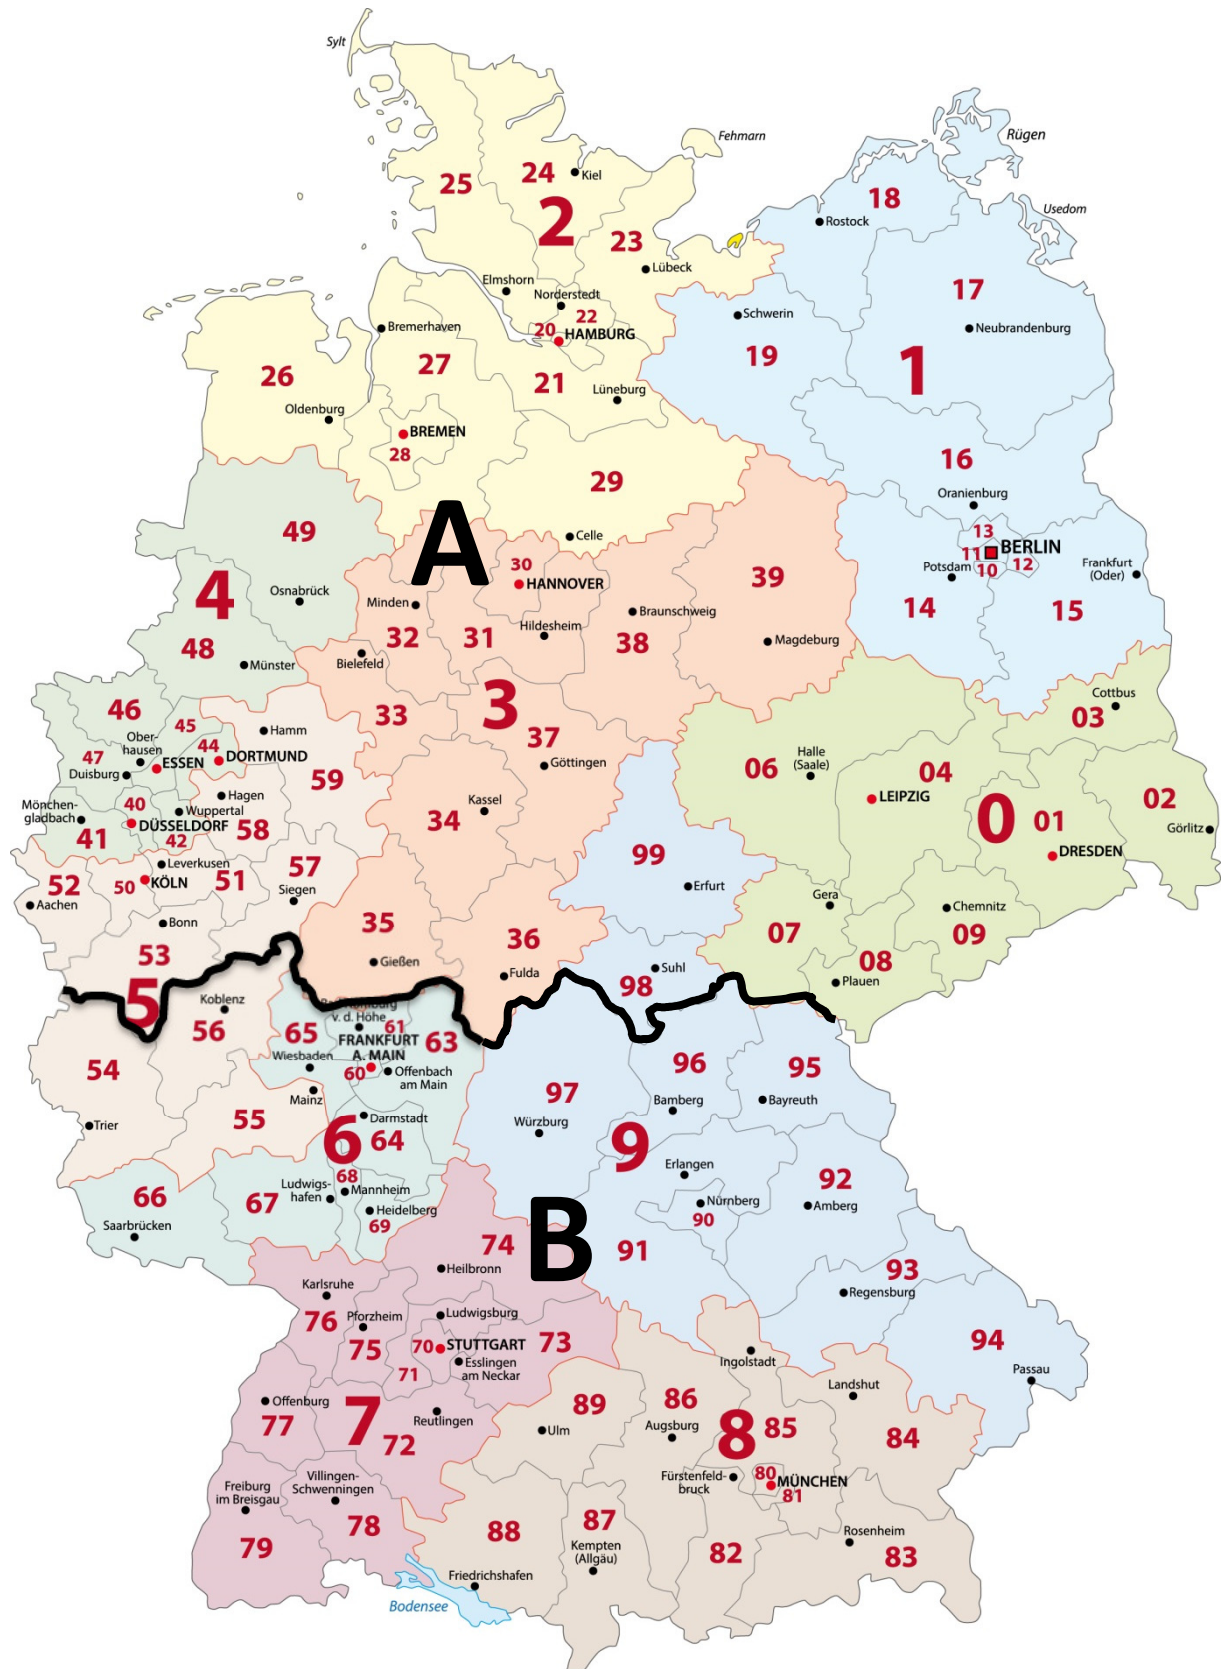 Sylt
Fehmarn
Rügen
24
Kiel
25
2
18
Usedom
Rostock
23
Lübeck
Elmshorn
17
Norderstedt
22
Schwerin
20
HAMBURG
Bremerhaven
Neubrandenburg
19
27
1
26
21
Lüneburg
Oldenburg
BREMEN
28
16
29
Oranienburg
49
A
Celle
13
11
BERLIN
30
HANNOVER
39
Potsdam
10
12
Frankfurt
(Oder)
4
Osnabrück
Minden
Braunschweig
14
15
Hildesheim
32
31
38
Magdeburg
48
Münster
Bielefeld
Cottbus
46
3
03
33
45
Hamm
37
Ober-
hausen
44
DORTMUND
47
ESSEN
Duisburg
Göttingen
Halle
(Saale)
06
04
59
Hagen
LEIPZIG
02
Mönchen-
gladbach
40
Wuppertal
Kassel
34
0
01
DÜSSELDORF
Görlitz
41
42
58
DRESDEN
99
Leverkusen
57
52
50
KÖLN
51
Siegen
Erfurt
Gera
Aachen
Chemnitz
Bonn
35
36
07
09
53
Gießen
08
Fulda
Suhl
Plauen
98
5
Koblenz
56
v. d. Höhe
61
65
FRANKFURT
A. MAIN
63
Wiesbaden
60
Offenbach
am Main
54
96
95
97
Mainz
Bamberg
Bayreuth
55
Darmstadt
Trier
Würzburg
6
64
9
Erlangen
68
92
66
67
Ludwigs-
hafen
Mannheim
Nürnberg
Amberg
Heidelberg
90
Saarbrücken
69
B
74
91
Heilbronn
93
Karlsruhe
Regensburg
76
Pforzheim
Ludwigsburg
94
75
70
STUTTGART
73
71
Esslingen
am Neckar
Ingolstadt
Passau
Landshut
Offenburg
89
86
7
Reutlingen
77
72
Ulm
Augsburg
8
85
84
Villingen-
Schwenningen
Fürstenfeld-
bruck
80
MÜNCHEN
Freiburg
im Breisgau
81
78
88
87
Rosenheim
79
Kempten
(Allgäu)
82
83
Friedrichshafen
Bodensee